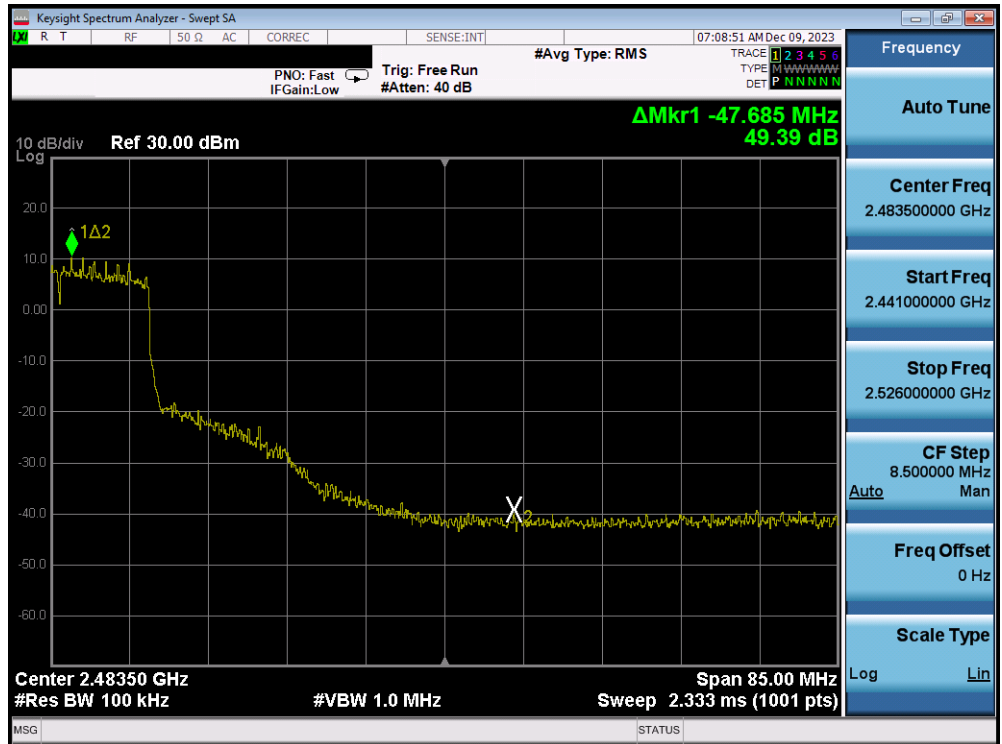 Keysight Spectrum Analyzer - Swept SA
LXI R T RF 50 Ω AC CORREC SENSE:INT 07:08:51 AM Dec 09, 2023
#Avg Type: RMS
TRACE 1 2 3 4 5 6
PNO: Fast Trig: Free Run
TYPE M W W W W W
IFGain:Low #Atten: 40 dB
DET P N N N N N
ΔMkr1 -47.685 MHz
49.39 dB
10 dB/div Ref 30.00 dBm
Log
20.0
1Δ2
10.0
0.00
-10.0
-20.0
-30.0
-40.0
X2
-50.0
-60.0
Center 2.48350 GHz Span 85.00 MHz
#Res BW 100 kHz #VBW 1.0 MHz Sweep 2.333 ms (1001 pts)
MSG STATUS
Frequency
Auto Tune
Center Freq
2.483500000 GHz
Start Freq
2.441000000 GHz
Stop Freq
2.526000000 GHz
CF Step
8.500000 MHz
Auto Man
Freq Offset
0 Hz
Scale Type
Log Lin